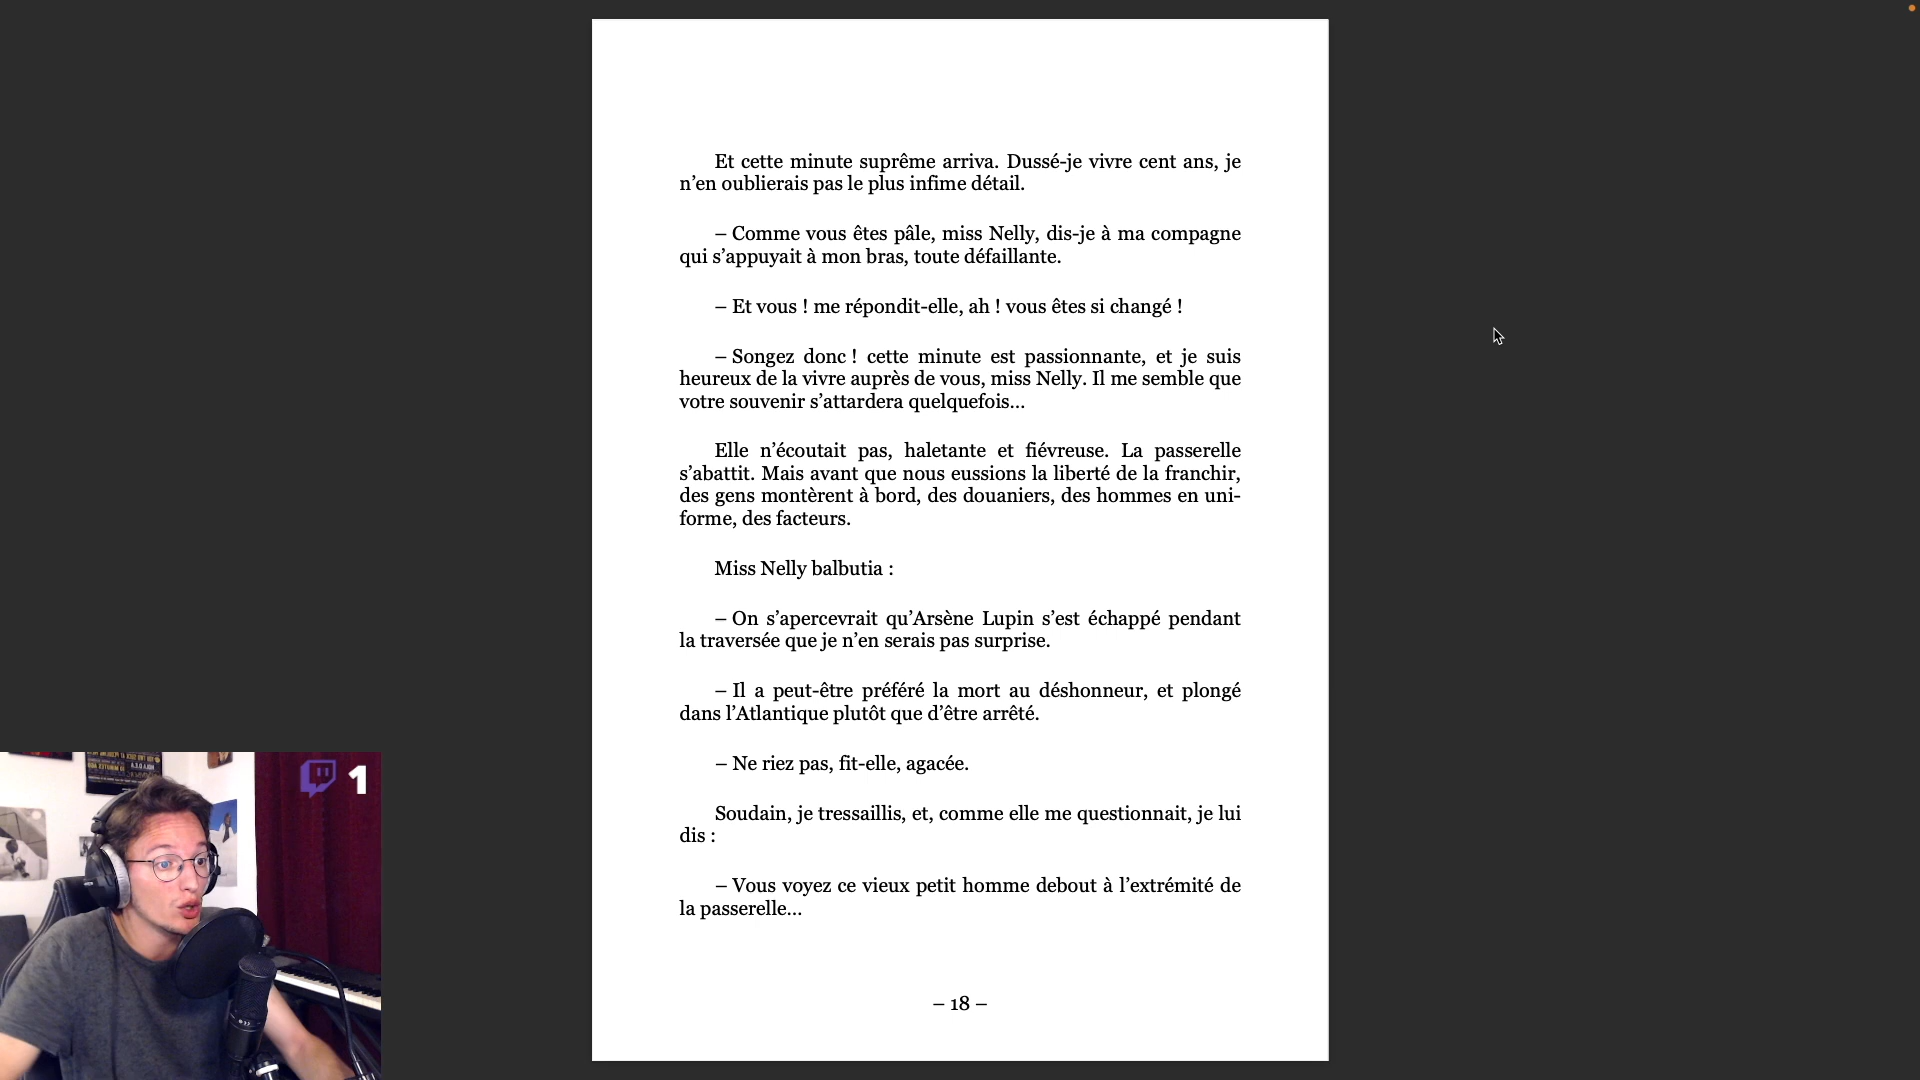 Et cette minute suprême arriva. Dussé-je vivre cent ans, je
n’en oublierais pas le plus infime détail.
– Comme vous êtes pâle, miss Nelly, dis-je à ma compagne
qui s’appuyait à mon bras, toute défaillante.
– Et vous ! me répondit-elle, ah ! vous êtes si changé !
– Songez donc ! cette minute est passionnante, et je suis
heureux de la vivre auprès de vous, miss Nelly. Il me semble que
votre souvenir s’attardera quelquefois…
Elle n’écoutait pas, haletante et fiévreuse. La passerelle
s’abattit. Mais avant que nous eussions la liberté de la franchir,
des gens montèrent à bord, des douaniers, des hommes en uni-
forme, des facteurs.
Miss Nelly balbutia :
– On s’apercevrait qu’Arsène Lupin s’est échappé pendant
la traversée que je n’en serais pas surprise.
– Il a peut-être préféré la mort au déshonneur, et plongé
dans l’Atlantique plutôt que d’être arrêté.
– Ne riez pas, fit-elle, agacée.
Soudain, je tressaillis, et, comme elle me questionnait, je lui
dis :
– Vous voyez ce vieux petit homme debout à l’extrémité de
la passerelle…
– 18 –
1